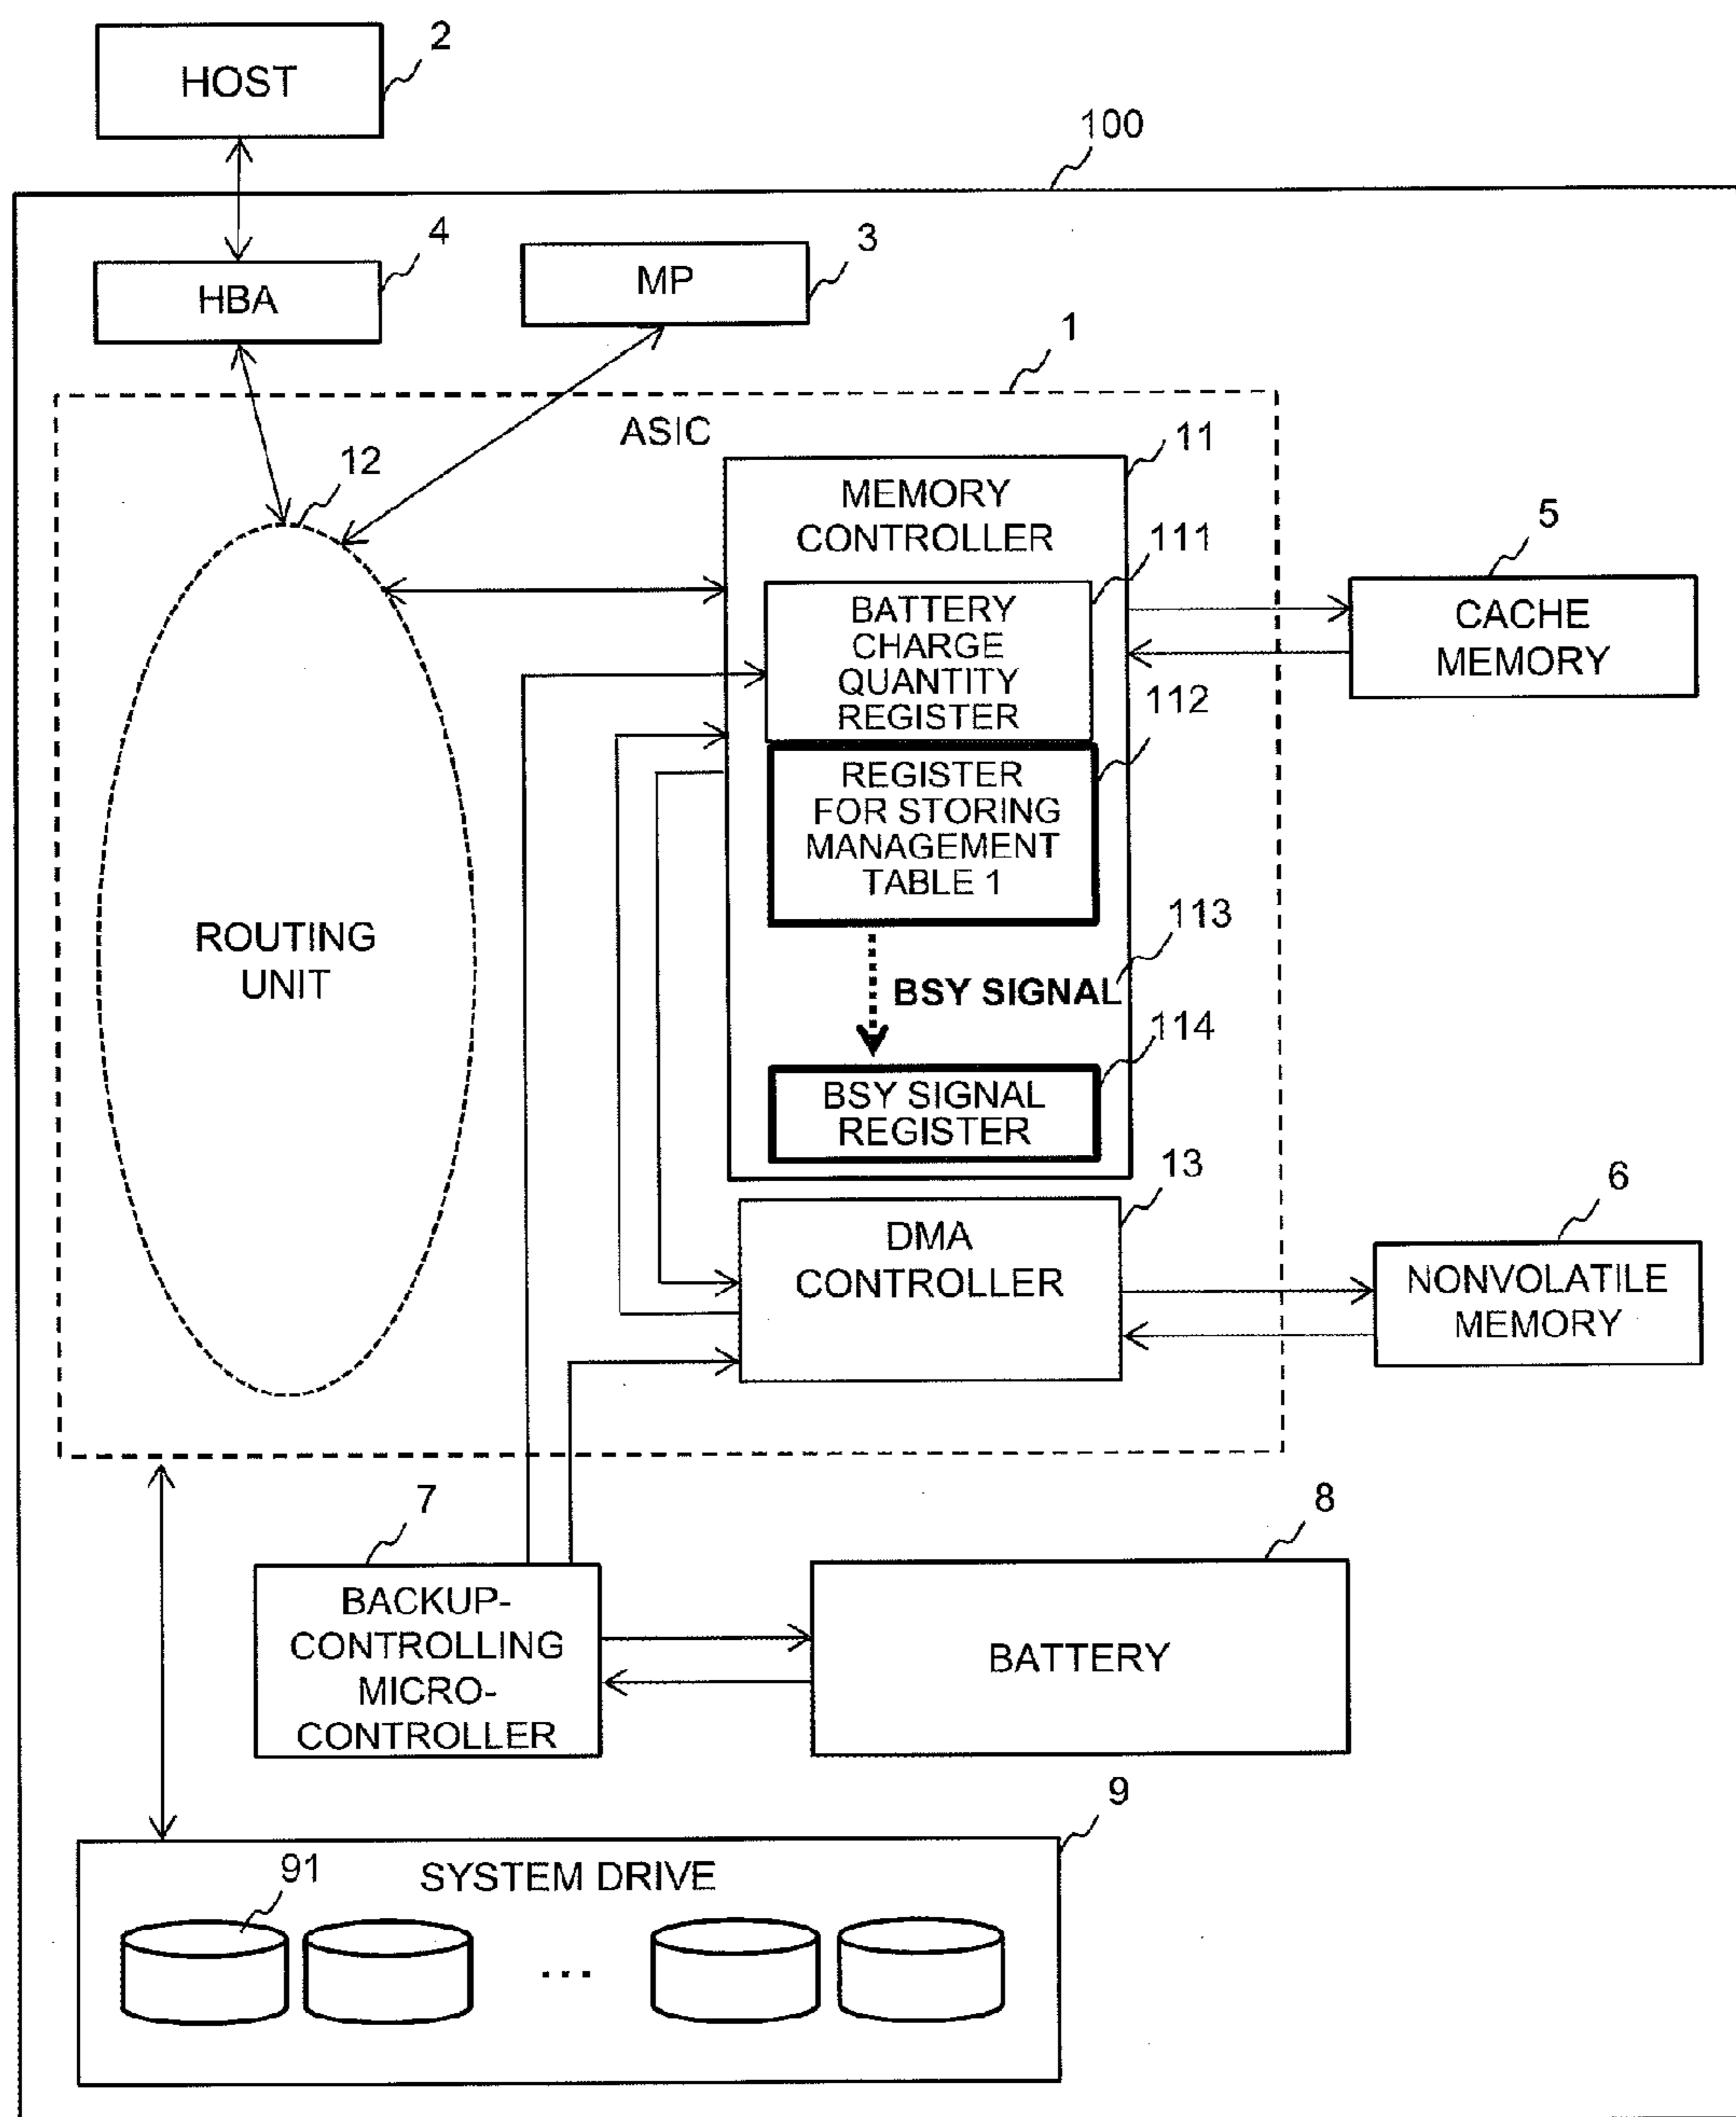 2
HOST
100
4
HBA
3
MP
1
ASIC
12
ROUTING
UNIT
11
MEMORY
CONTROLLER
111
BATTERY
CHARGE
QUANTITY
REGISTER
112
REGISTER
FOR STORING
MANAGEMENT
TABLE 1
113
BSY SIGNAL
114
BSY SIGNAL
REGISTER
5
CACHE
MEMORY
13
DMA
CONTROLLER
6
NONVOLATILE
MEMORY
7
BACKUP-
CONTROLLING
MICRO-
CONTROLLER
8
BATTERY
9
SYSTEM DRIVE
91
...